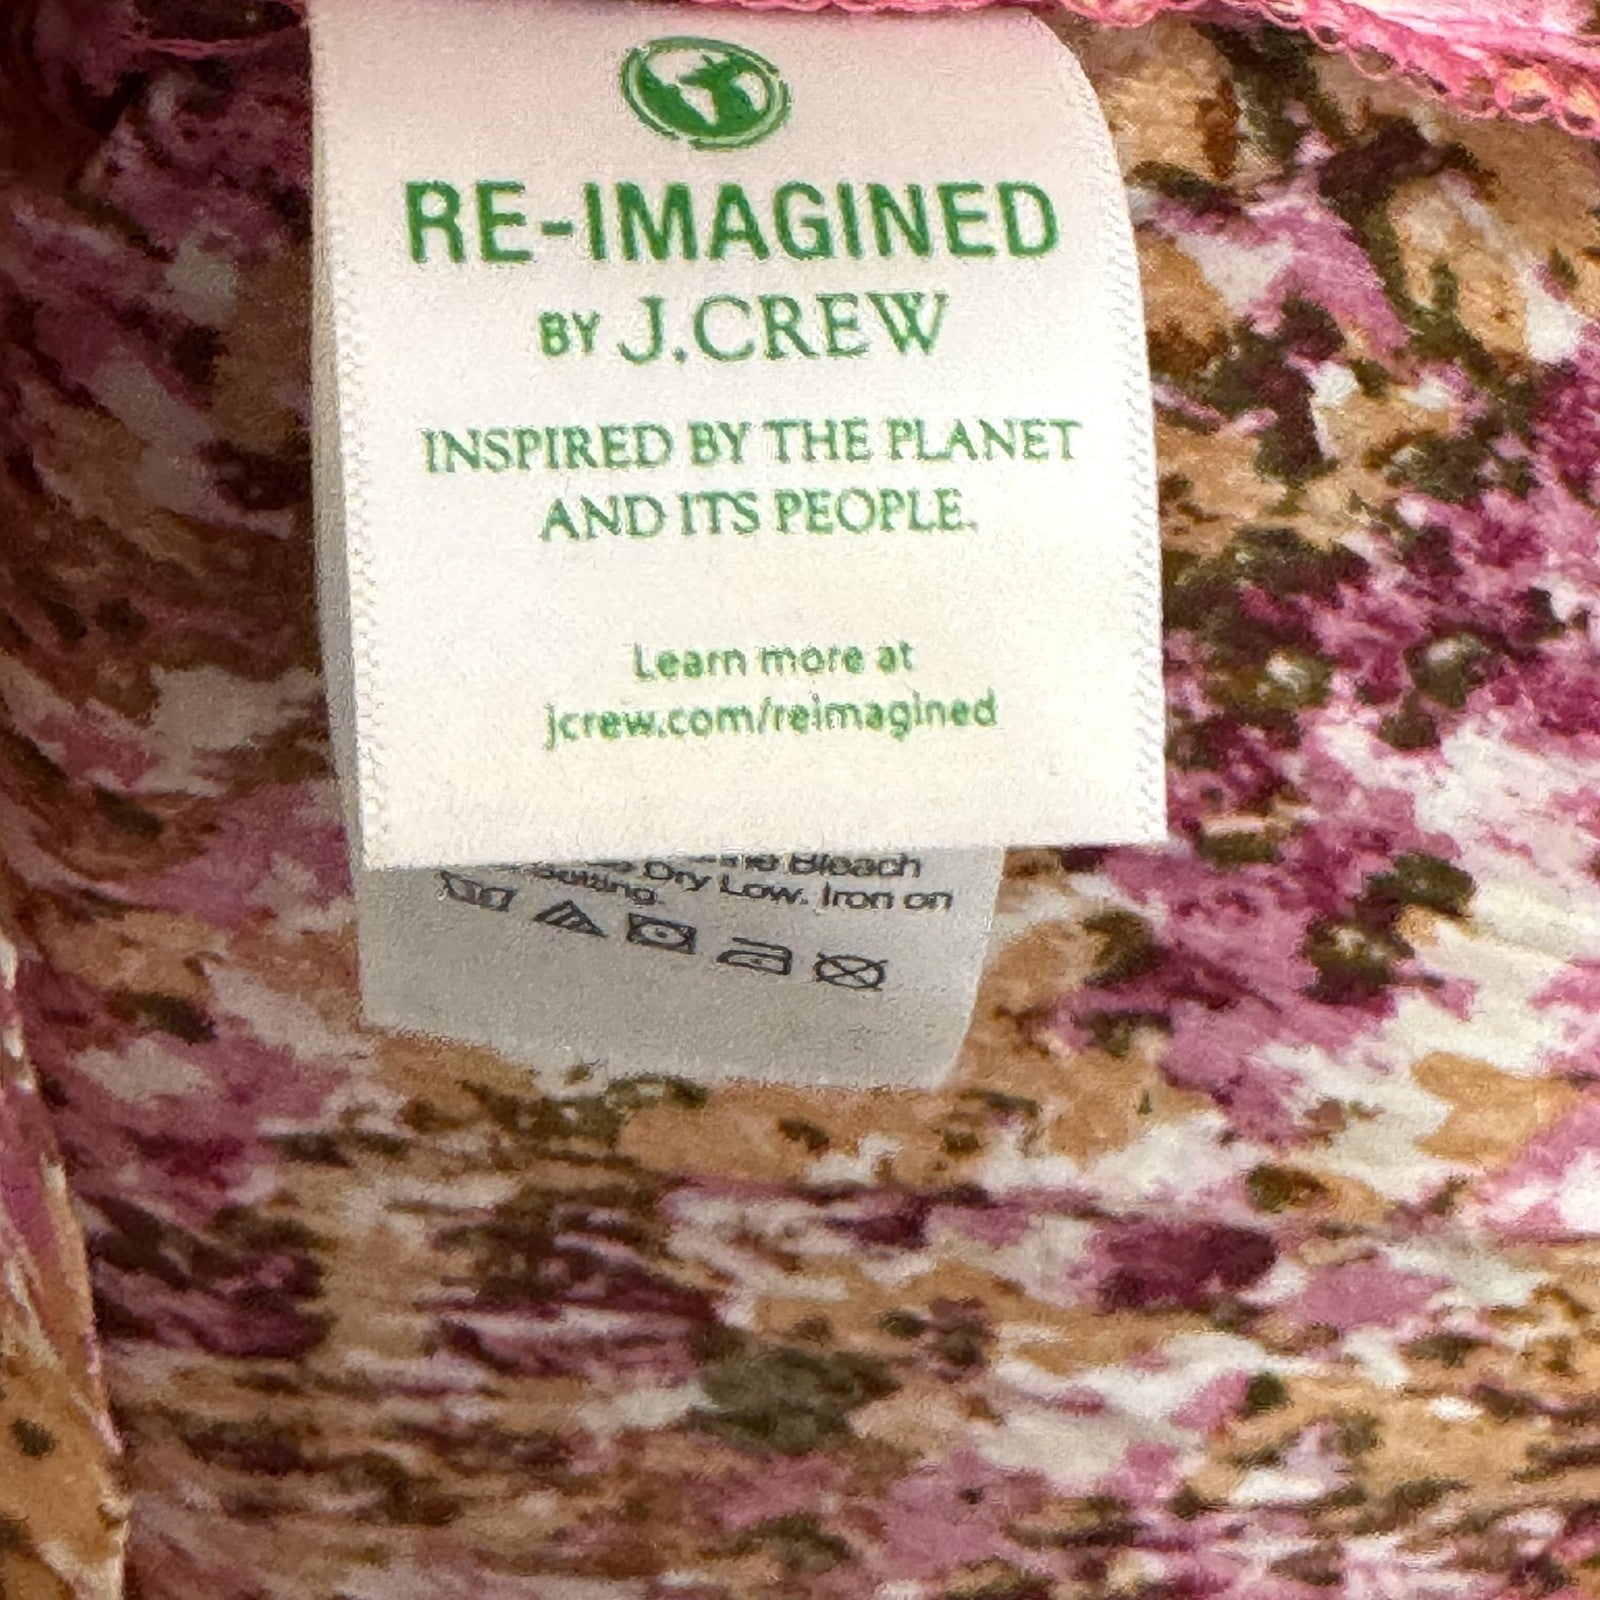 RE-IMAGINED
BY J.CREW
INSPIRED BY THE PLANET
AND ITS PEOPLE.
Learn more at
jcrew.com/reimagined
Bleach
Dry Low. Iron on